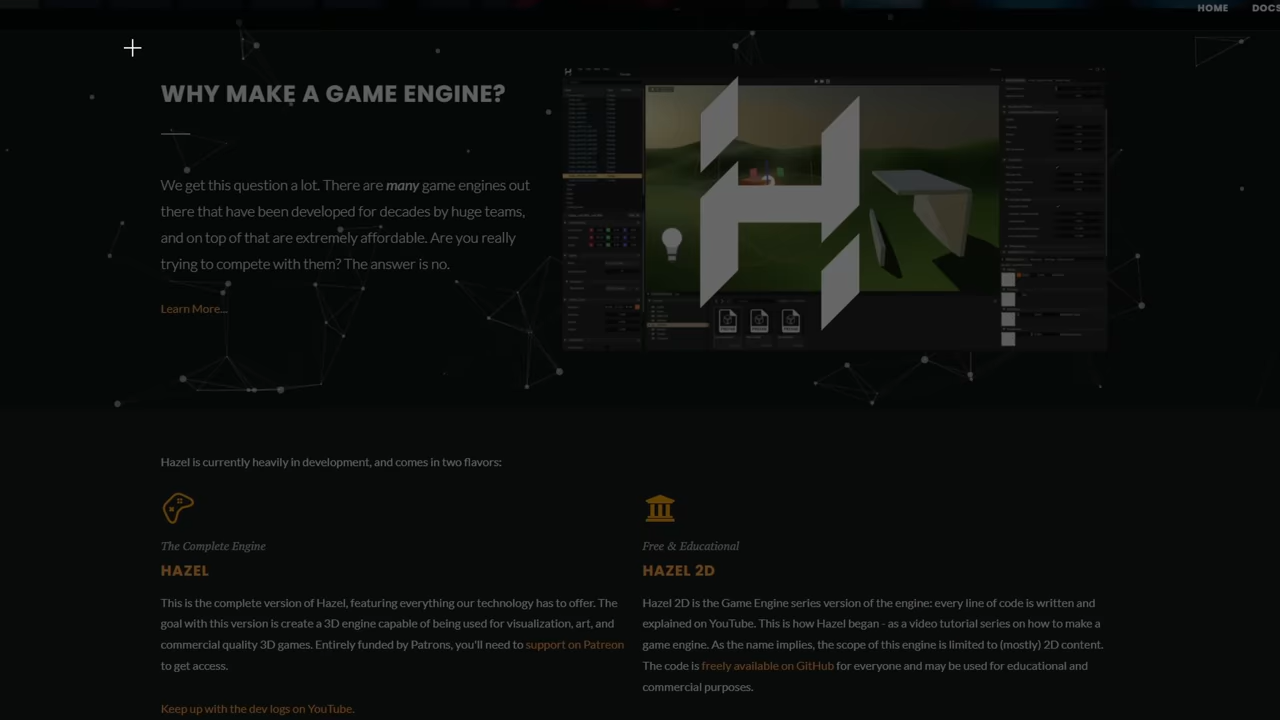 HOME
DOCS
WHY MAKE A GAME ENGINE?
We get this question a lot. There are many game engines out
there that have been developed for decades by huge teams,
and on top of that are extremely affordable. Are you really
trying to compete with them? The answer is no.
Learn More...
Hazel is currently heavily in development, and comes in two flavors:
The Complete Engine
HAZEL
This is the complete version of Hazel, featuring everything our technology has to offer. The
goal with this version is create a 3D engine capable of being used for visualization, art, and
commercial quality 3D games. Entirely funded by Patrons, you'll need to support on Patreon
to get access.
Keep up with the dev logs on YouTube.
Free & Educational
HAZEL 2D
Hazel 2D is the Game Engine series version of the engine: every line of code is written and
explained on YouTube. This is how Hazel began - as a video tutorial series on how to make a
game engine. As the name implies, the scope of this engine is limited to (mostly) 2D content.
The code is freely available on GitHub for everyone and may be used for educational and
commercial purposes.